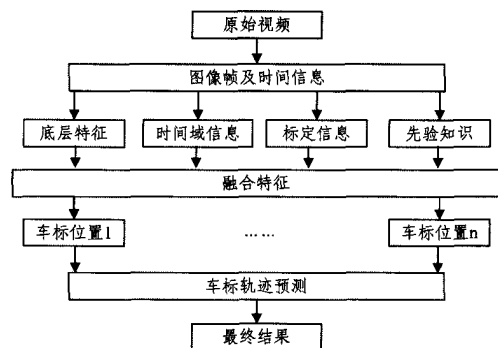 原始视频
图像帧及时间信息
底层特征 时间域信息 标定信息 先验知识
融合特征
车标位置1 …… 车标位置n
车标轨迹预测
最终结果